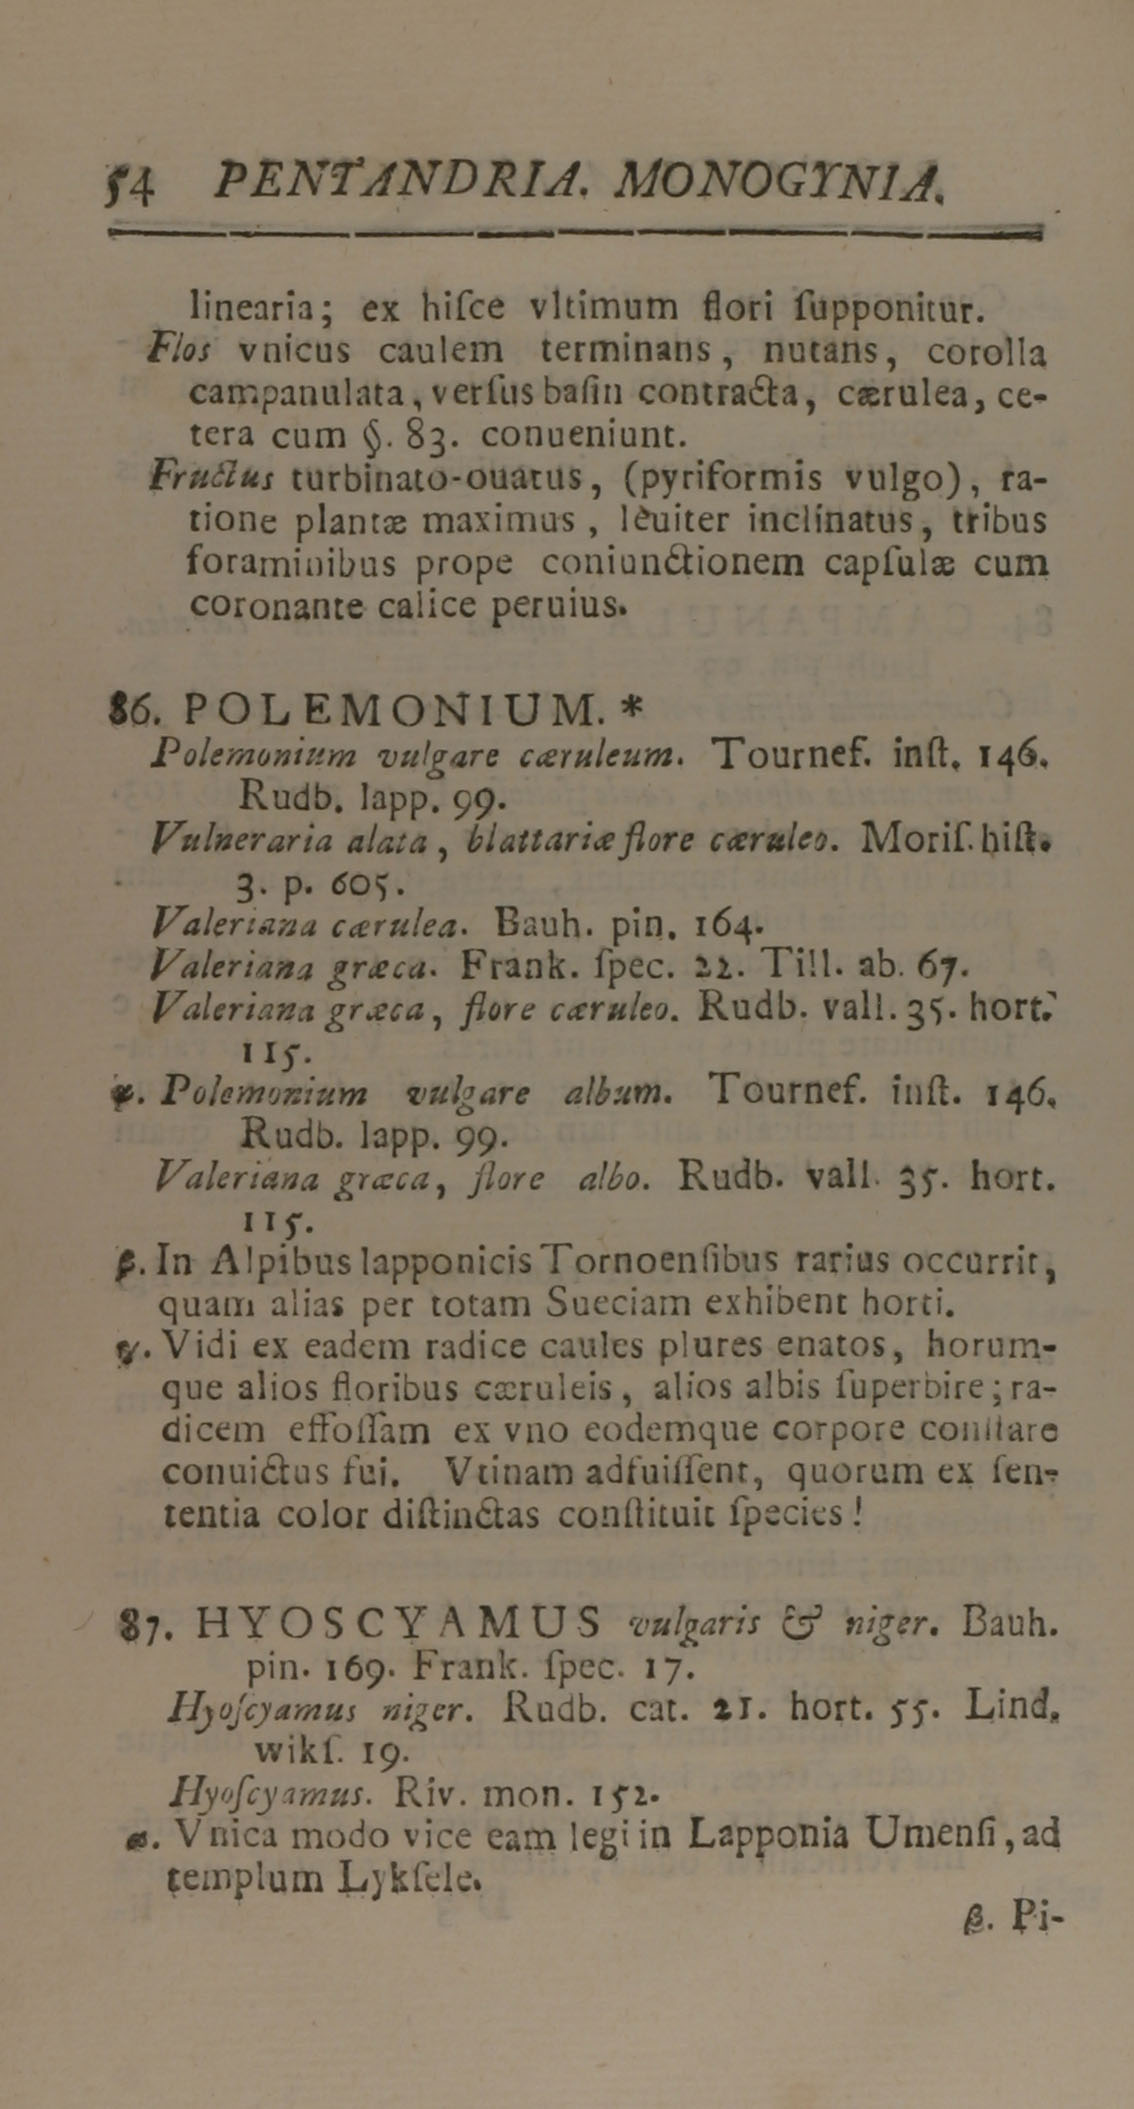 54 PENTANDRIA. MONOGYNIA.
linearia; ex hiſce vltimum flori ſupponitur.
Flos vnicus caulem terminans, nutans, corolla
campanulata, verſus baſin contracta, cærulea, ce-
tera cum §. 83. conueniunt.
Fructus turbinato-ouatus, (pyriformis vulgo), ra-
tione plantæ maximus, lèuiter inclinatus, tribus
foraminibus prope coniunctionem capſulæ cum
coronante calice peruius.
86. POLEMONIUM. *
Polemonium vulgare cæruleum. Tournef. inſt. 146.
Rudb. lapp. 99.
Vulneraria alata, blattariæ flore cæruleo. Moriſ. hiſt.
3. p. 605.
Valeriana cærulea. Bauh. pin. 164.
Valeriana græca. Frank. ſpec. 22. Till. ab. 67.
Valeriana græca, flore cæruleo. Rudb. vall. 35. hort.
115.
α. Polemonium vulgare album. Tournef. inſt. 146.
Rudb. lapp. 99.
Valeriana græca, flore albo. Rudb. vall. 35. hort.
115.
β. In Alpibus lapponicis Tornoenſibus rarius occurrit,
quam alias per totam Sueciam exhibent horti.
γ. Vidi ex eadem radice caules plures enatos, horum-
que alios floribus cæruleis, alios albis ſuperbire; ra-
dicem effoſſam ex vno eodemque corpore conſtare
conuictus fui. Vtinam adfuiſſent, quorum ex ſen-
tentia color diſtinctas conſtituit ſpecies!
87. HYOSCYAMUS vulgaris & niger. Bauh.
pin. 169. Frank. ſpec. 17.
Hyoſcyamus niger. Rudb. cat. 21. hort. 55. Lind.
wikſ. 19.
Hyoſcyamus. Riv. mon. 152.
α. Vnica modo vice eam legi in Lapponia Umenſi, ad
templum Lykſele.
β. Pi-